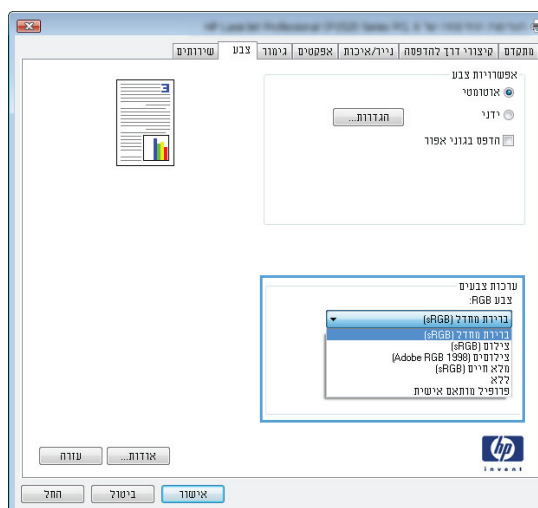 מתקדם קיצורי דרך להדפסה נייר/איכות אפקטים גימור צבע שירותים
אפשרויות צבע
אוטומטי
ידני
הגדרות...
הדפס בגוני אפור
ערכות צבעים
צבע RGB:
ברירת מחדל (sRGB)
ברירת מחדל (sRGB)
צילום (sRGB)
צילומים (Adobe RGB 1998)
מלא חיים (sRGB)
ללא
פרופיל מותאם אישית
hp
invent
אודות... עזרה
אישור ביטול החל